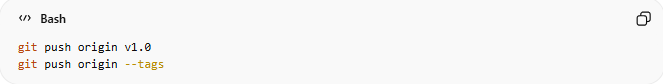 Bash
git push origin v1.0
git push origin --tags